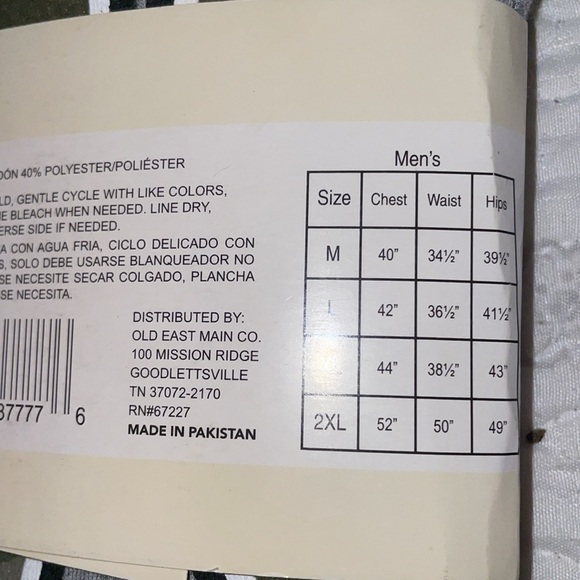 40% POLYESTER/POLIÉSTER
GENTLE CYCLE WITH LIKE COLORS,
BLEACH WHEN NEEDED. LINE DRY,
SIDE IF NEEDED.
CON AGUA FRIA, CICLO DELICADO CON
SOLO DEBE USARSE BLANQUEADOR NO
SE NECESITE SECAR COLGADO, PLANCHA
SE NECESITA.
DISTRIBUTED BY:
OLD EAST MAIN CO.
100 MISSION RIDGE
GOODLETTSVILLE
TN 37072-2170
RN#67227
MADE IN PAKISTAN
37777 6
Men's
Size Chest Waist Hips
M 40" 34½" 39½"
L 42" 36½" 41½"
44" 38½" 43"
2XL 52" 50" 49"